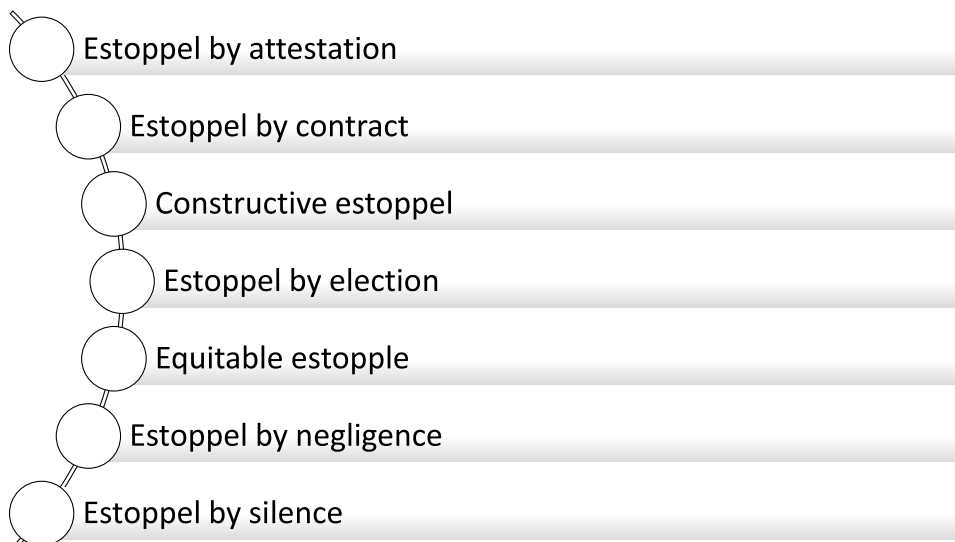 Estoppel by attestation
Estoppel by contract
Constructive estoppel
Estoppel by election
Equitable estopple
Estoppel by negligence
Estoppel by silence